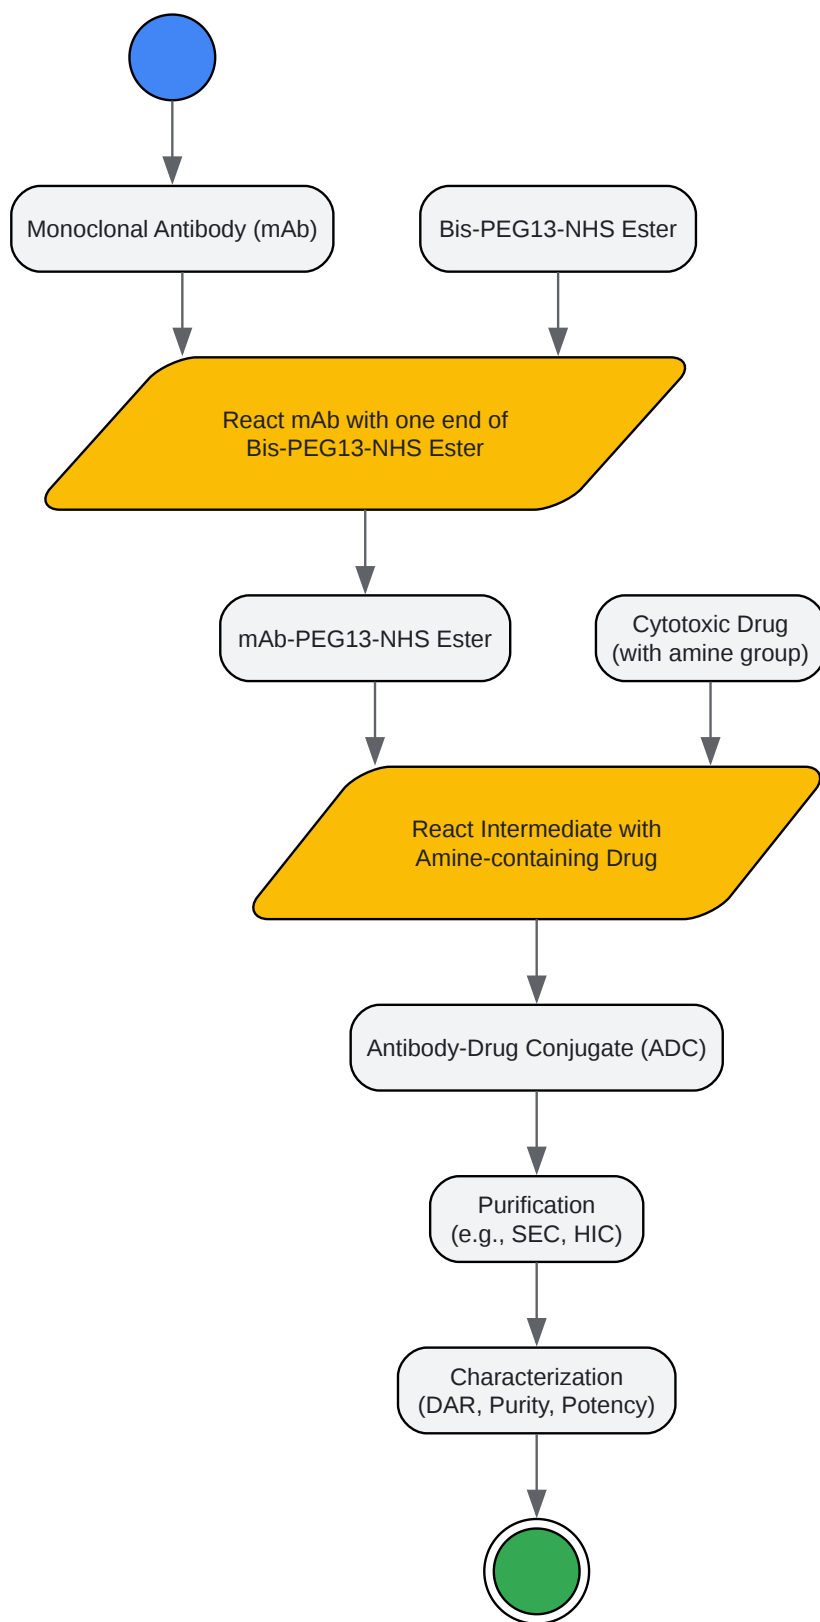 Monoclonal Antibody (mAb)
Bis-PEG13-NHS Ester
React mAb with one end of
Bis-PEG13-NHS Ester
mAb-PEG13-NHS Ester
Cytotoxic Drug
(with amine group)
React Intermediate with
Amine-containing Drug
Antibody-Drug Conjugate (ADC)
Purification
(e.g., SEC, HIC)
Characterization
(DAR, Purity, Potency)